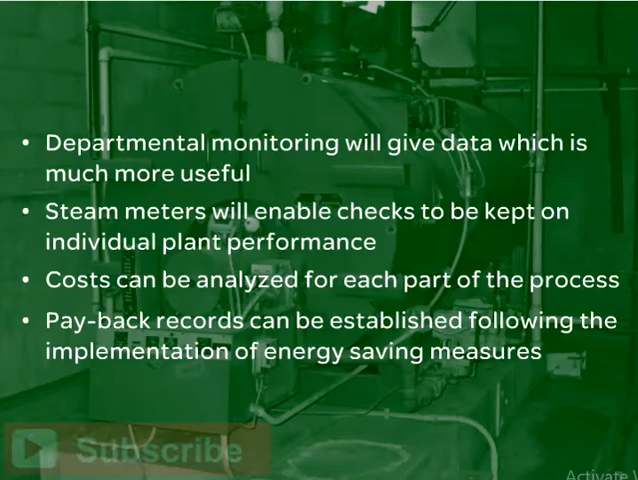 • Departmental monitoring will give data which is
much more useful
• Steam meters will enable checks to be kept on
individual plant performance
• Costs can be analyzed for each part of the process
• Pay-back records can be established following the
implementation of energy saving measures
Subscribe
Activate